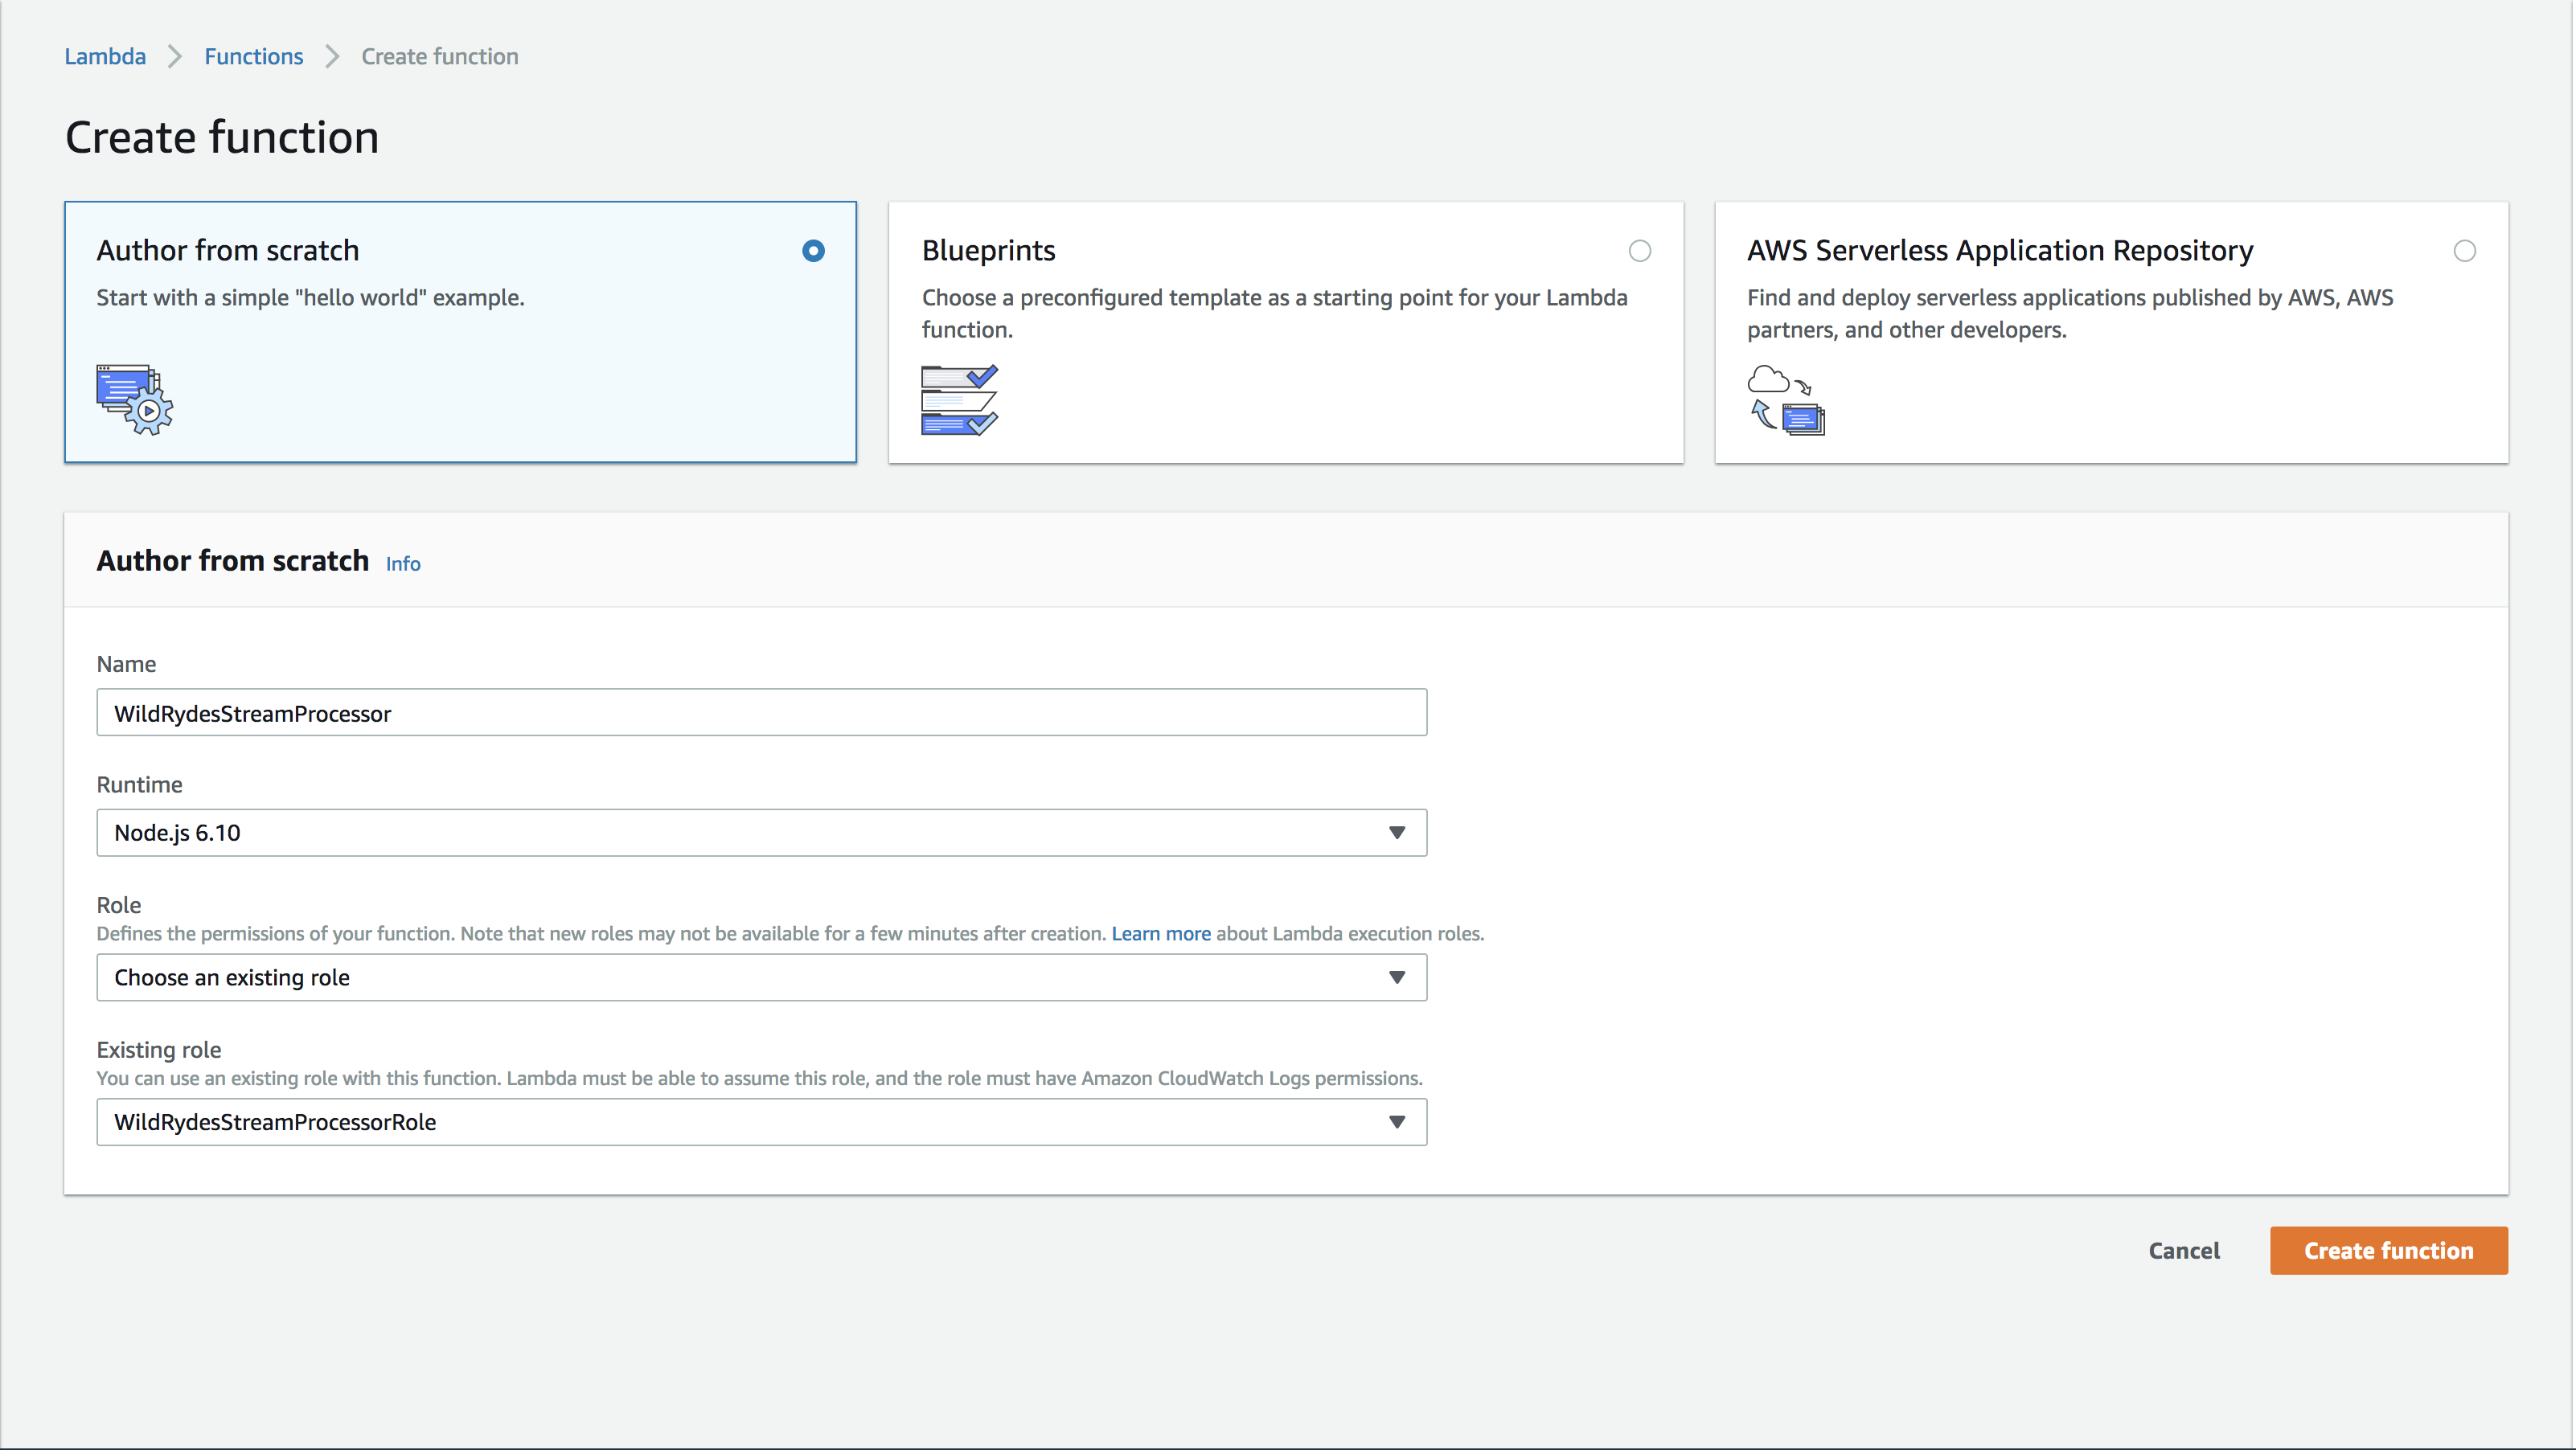 Lambda > Functions > Create function
Create function
Author from scratch
Start with a simple "hello world" example.
Blueprints
Choose a preconfigured template as a starting point for your Lambda
function.
AWS Serverless Application Repository
Find and deploy serverless applications published by AWS, AWS
partners, and other developers.
Author from scratch Info
Name
WildRydesStreamProcessor
Runtime
Node.js 6.10
Role
Defines the permissions of your function. Note that new roles may not be available for a few minutes after creation. Learn more about Lambda execution roles.
Choose an existing role
Existing role
You can use an existing role with this function. Lambda must be able to assume this role, and the role must have Amazon CloudWatch Logs permissions.
WildRydesStreamProcessorRole
Cancel
Create function